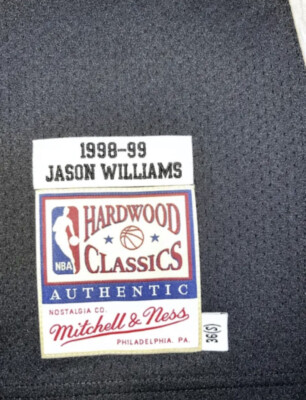 1998-99
JASON WILLIAMS
NBA
HARDWOOD
CLASSICS
AUTHENTIC
NOSTALGIA CO.
Mitchell & Ness
PHILADELPHIA. PA.
36(S)